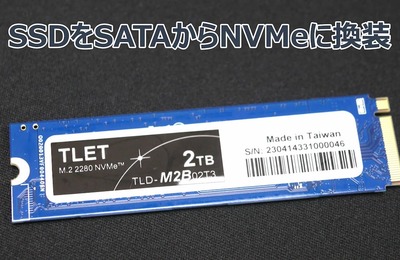 SSDをSATAからNVMeに換装
TLET
M.2 2280 NVMe™
2TB
TLD-M2B02T3
Made in Taiwan
S/N: 230414331000046